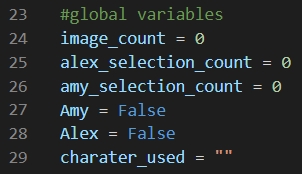 23 #global variables
24 image_count = 0
25 alex_selection_count = 0
26 amy_selection_count = 0
27 Amy = False
28 Alex = False
29 charater_used = ""